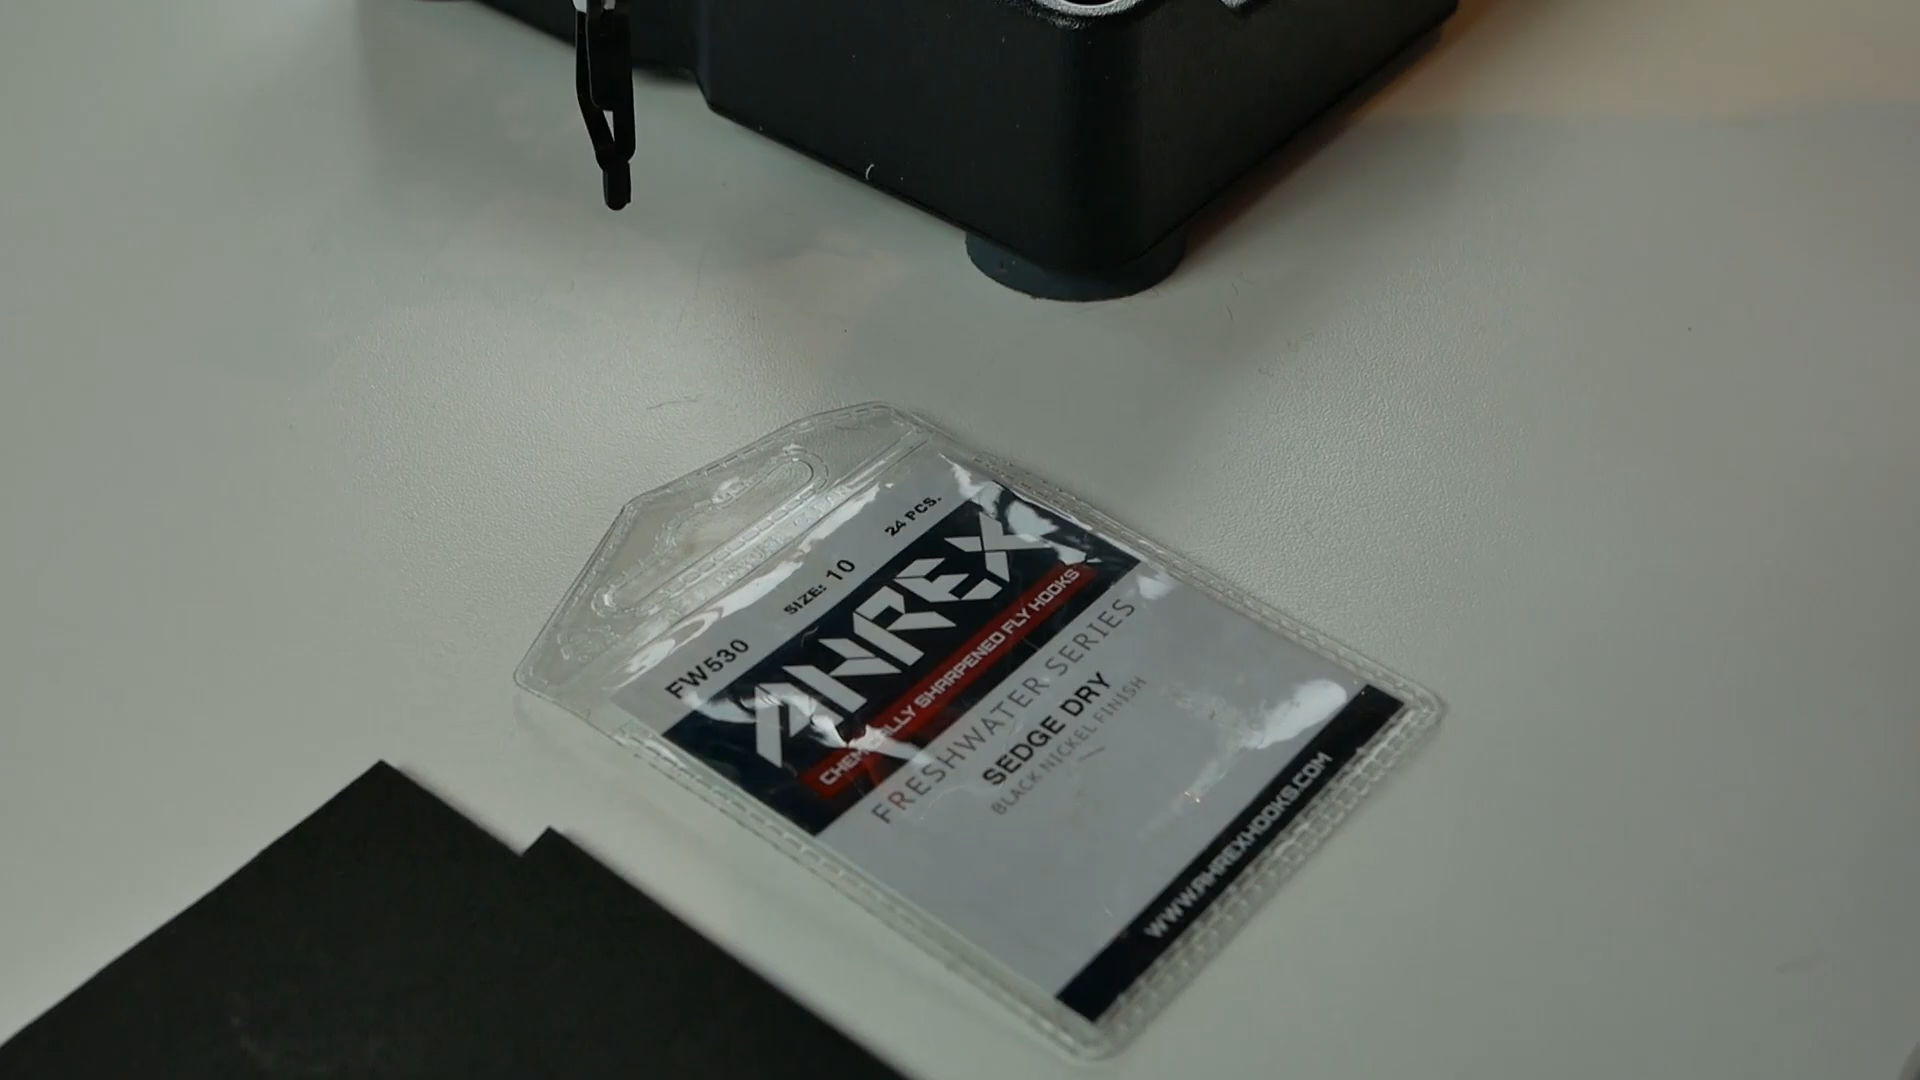 FW530 SIZE: 10 24 PCS.
AHREX
CHEMICALLY SHARPENED FLY HOOKS
FRESHWATER SERIES
SEDGE DRY
BLACK NICKEL FINISH
WWW.AHREXHOOKS.COM